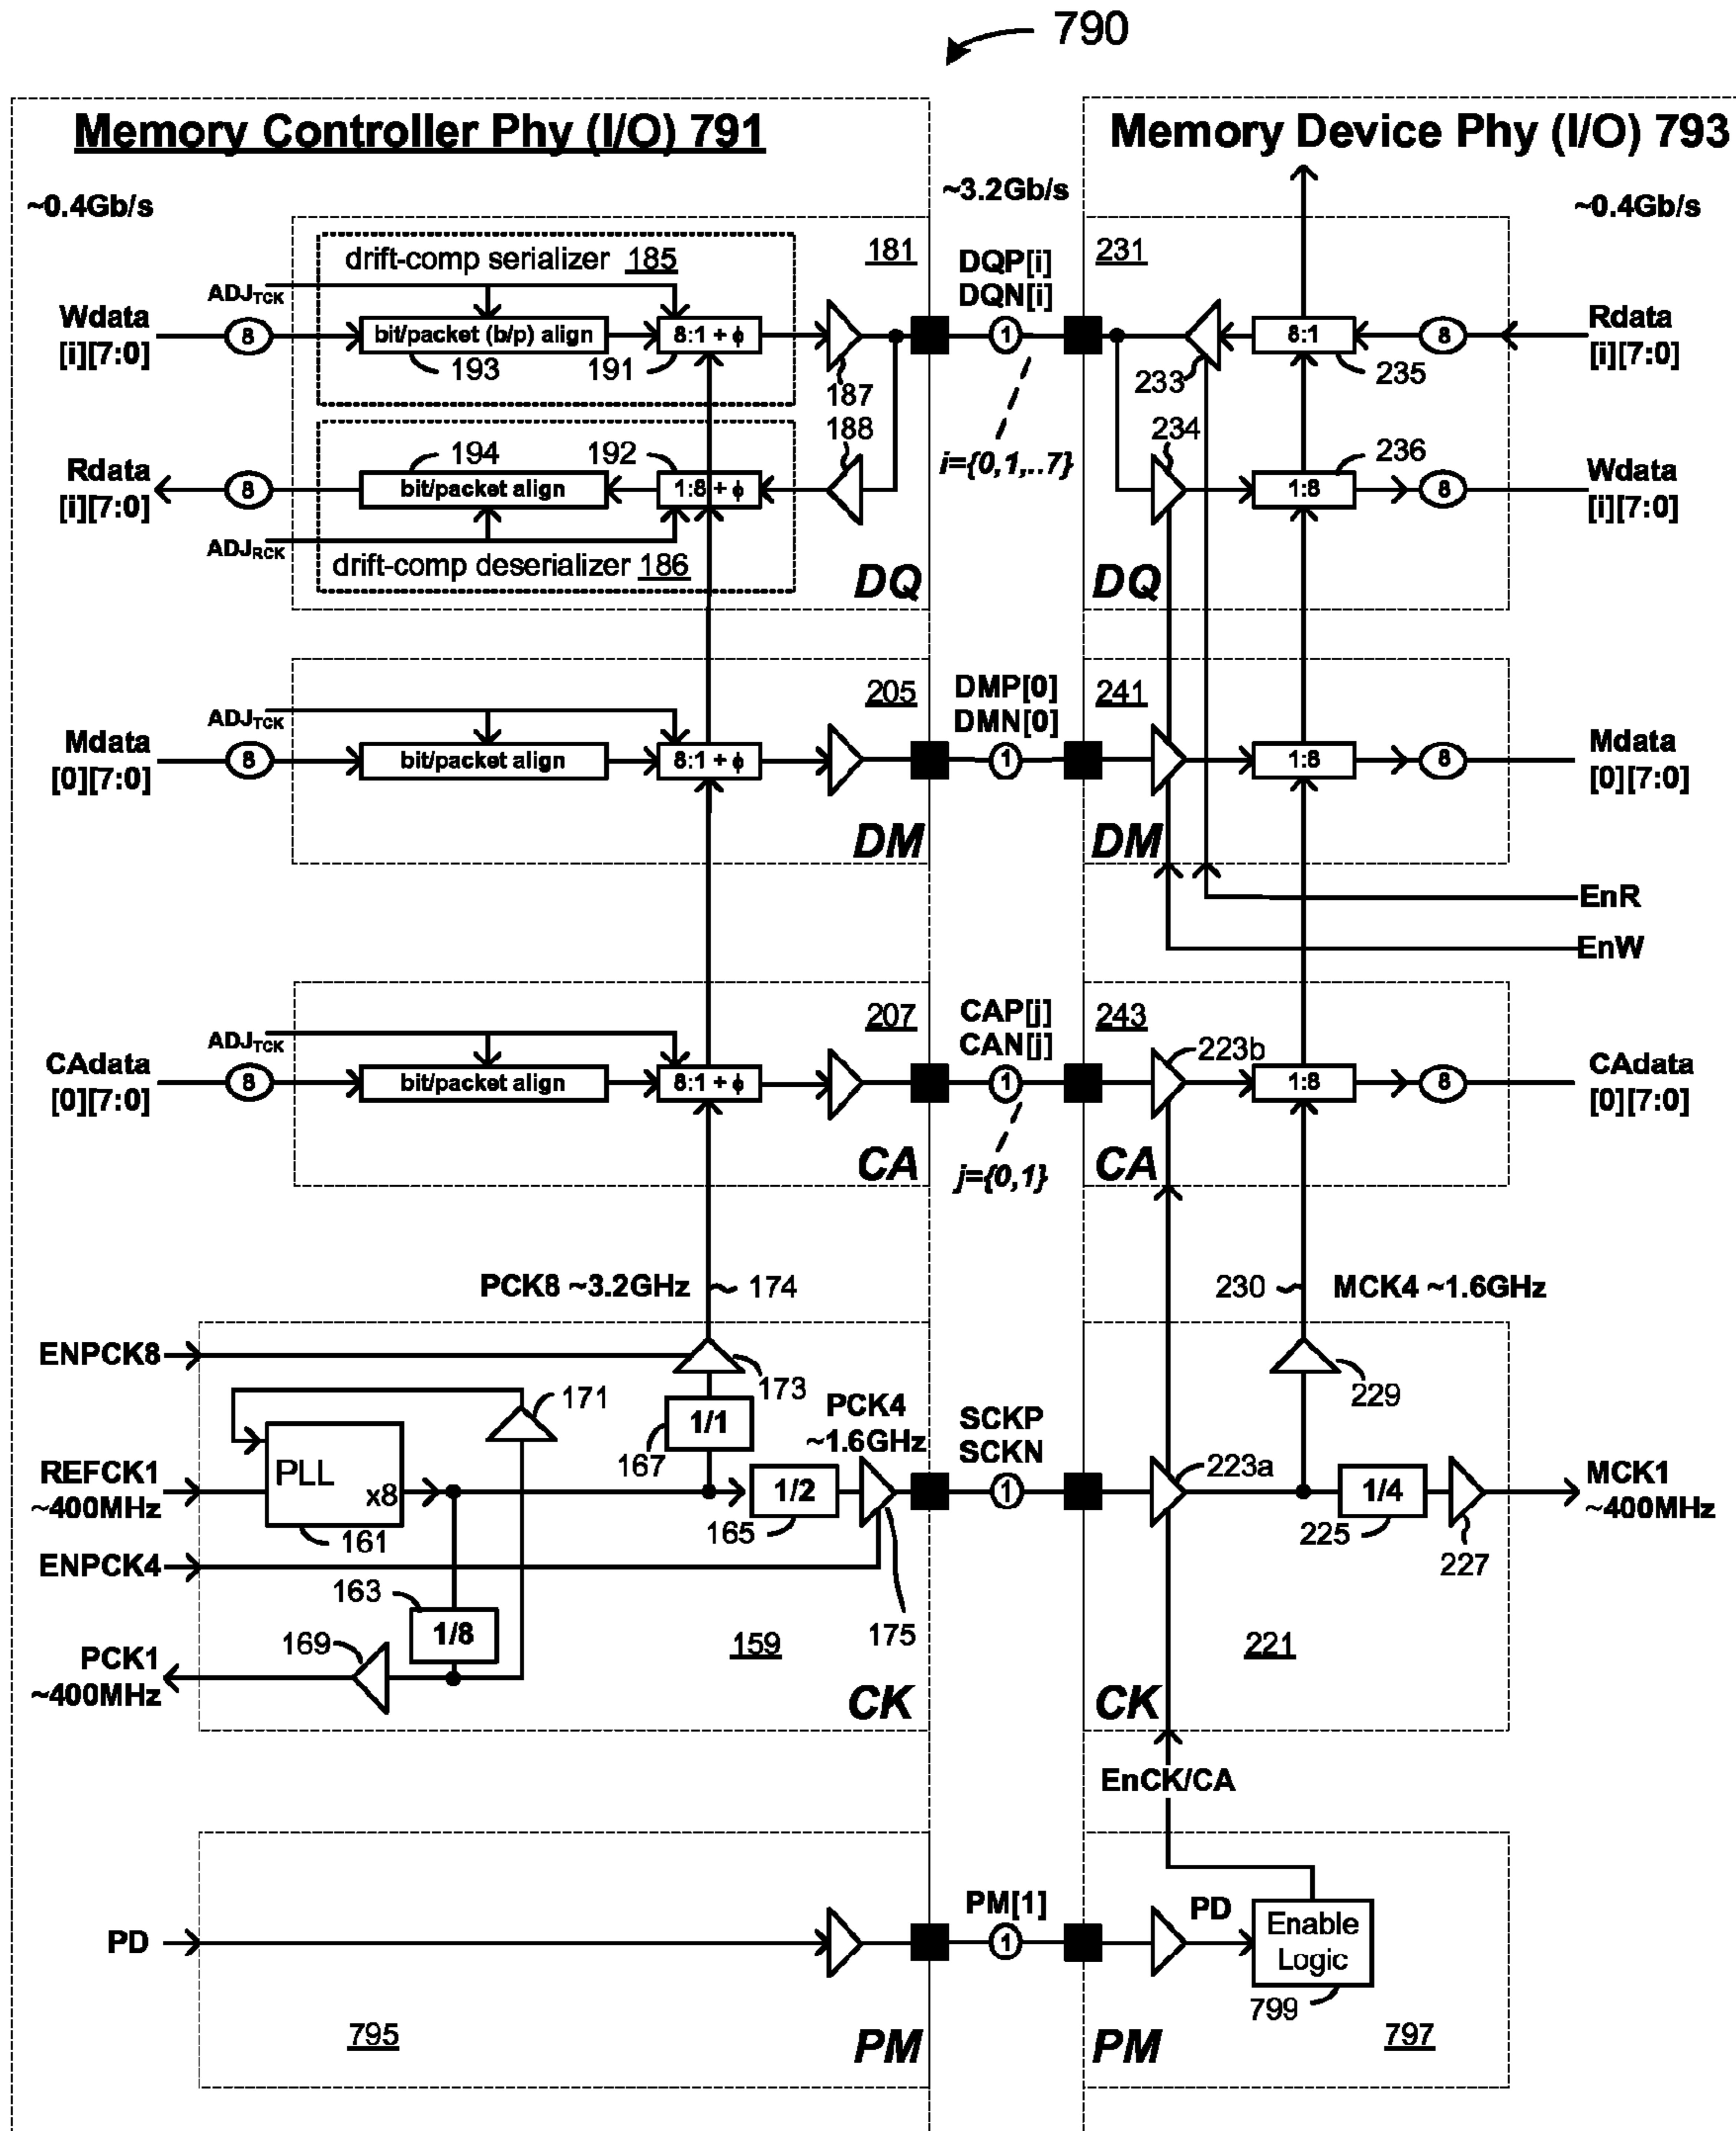 790
Memory Controller Phy (I/O) 791
Memory Device Phy (I/O) 793
~0.4Gb/s
~3.2Gb/s
~0.4Gb/s
drift-comp serializer 185
181
DQP[i]
DQN[i]
231
ADJTCK
Wdata
[i][7:0]
8
bit/packet (b/p) align
8:1 + ϕ
193
191
187
1
233
8:1
235
8
Rdata
[i][7:0]
188
i={0,1,..7}
234
236
Rdata
[i][7:0]
8
194
192
bit/packet align
1:8 + ϕ
1:8
8
Wdata
[i][7:0]
ADJRCK
drift-comp deserializer 186
DQ
DQ
205
DMP[0]
DMN[0]
241
ADJTCK
Mdata
[0][7:0]
8
bit/packet align
8:1 + ϕ
1
1:8
8
Mdata
[0][7:0]
DM
DM
EnR
EnW
207
CAP[j]
CAN[j]
243
223b
ADJTCK
CAdata
[0][7:0]
8
bit/packet align
8:1 + ϕ
1
1:8
8
CAdata
[0][7:0]
CA
j={0,1}
CA
PCK8 ~3.2GHz
174
230
MCK4 ~1.6GHz
ENPCK8
171
173
229
1/1
167
PCK4
~1.6GHz
SCKP
SCKN
223a
REFCK1
~400MHz
PLL
x8
161
1/2
165
1
1/4
225
227
MCK1
~400MHz
ENPCK4
163
1/8
175
169
159
221
PCK1
~400MHz
CK
CK
EnCK/CA
PD
PM[1]
1
PD
Enable
Logic
799
795
PM
PM
797